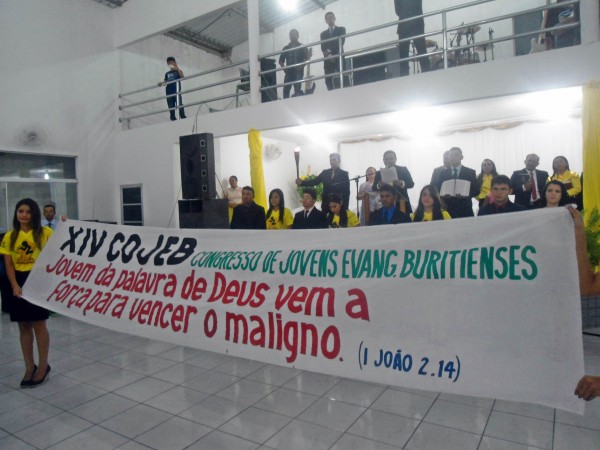 XIV COJEB CONGRESSO DE JOVENS EVANG. BURITIENSES
Jovem da palavra de Deus vem a
força para vencer o maligno. (I JOÃO 2.14)